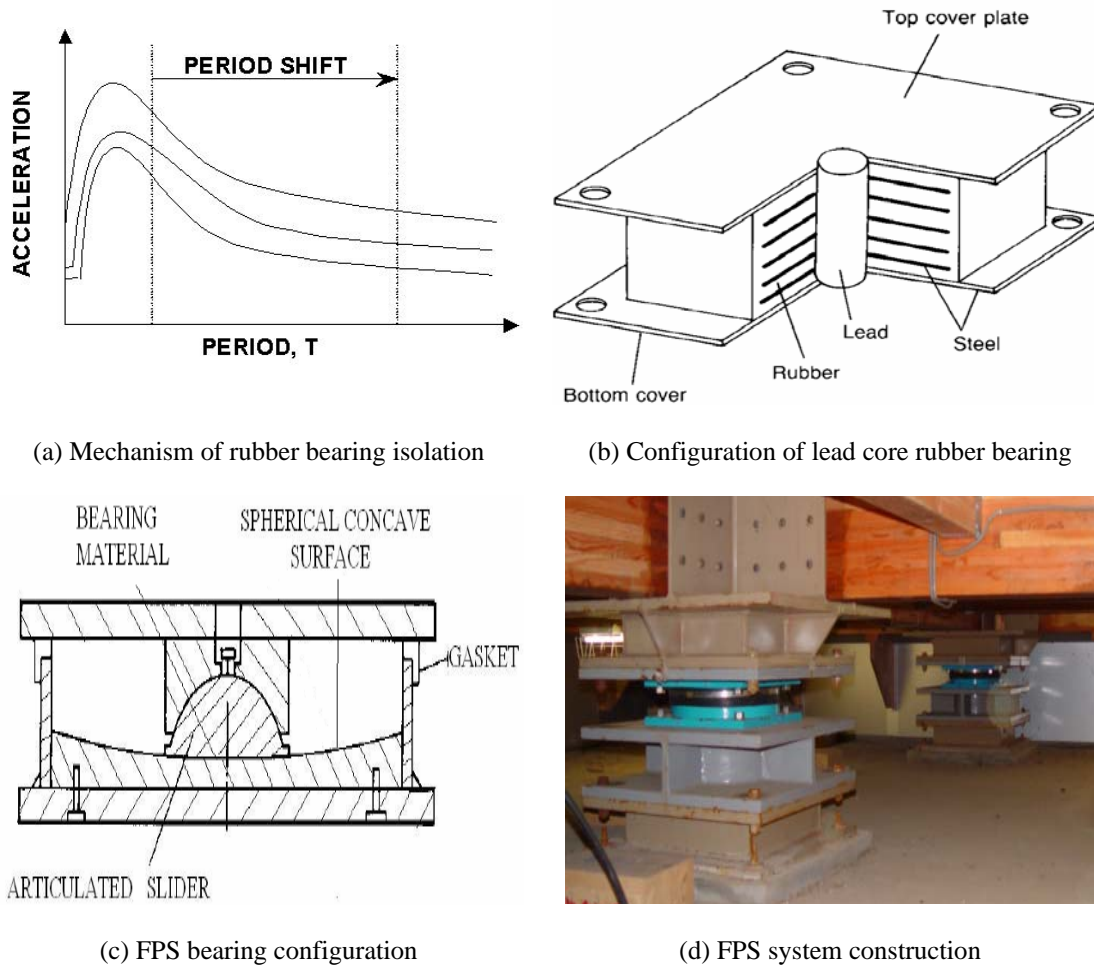 PERIOD SHIFT
ACCELERATION
PERIOD, T
Top cover plate
Lead
Steel
Rubber
Bottom cover
(a) Mechanism of rubber bearing isolation
(b) Configuration of lead core rubber bearing
BEARING
MATERIAL
SPHERICAL CONCAVE
SURFACE
GASKET
ARTICULATED SLIDER
(c) FPS bearing configuration
(d) FPS system construction